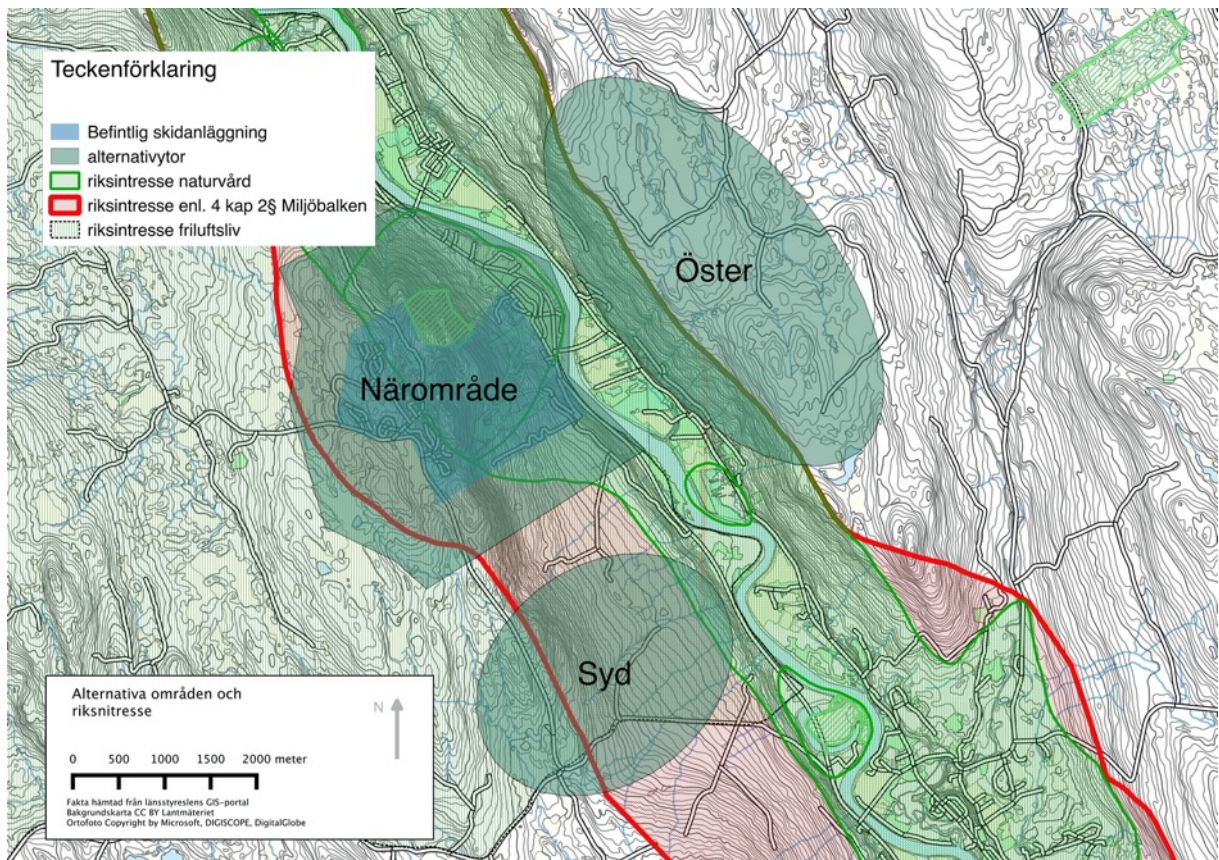 Teckenförklaring
Befintlig skidanläggning
alternativytor
riksintresse naturvård
riksintresse enl. 4 kap 2§ Miljöbalken
riksintresse friluftsliv
Öster
Närområde
Syd
Alternativa områden och
riksnitresse
N
0 500 1000 1500 2000 meter
Fakta hämtad från länsstyreslens GIS-portal
Bakgrundskarta CC BY Lantmäteriet
Ortofoto Copyright by Microsoft, DIGISCOPE, DigitalGlobe